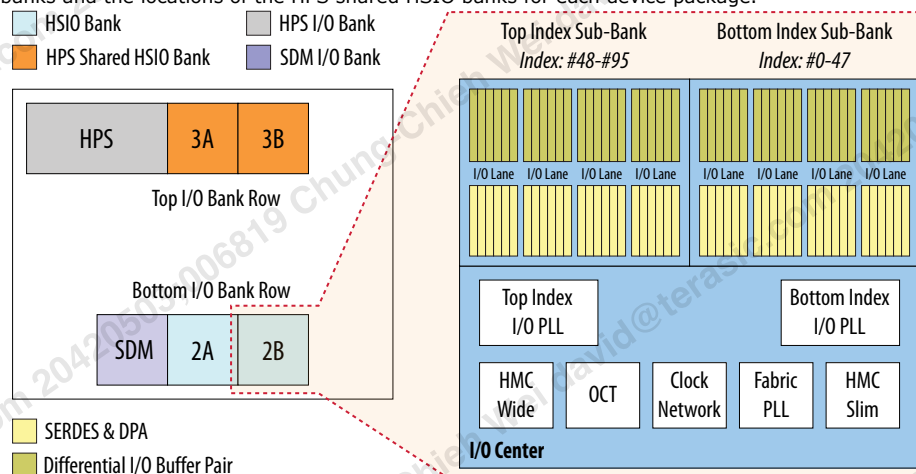 banks and the locations of the HPS shared HSIO banks for each device package.
HSIO Bank
HPS I/O Bank
HPS Shared HSIO Bank
SDM I/O Bank
HPS
3A
3B
Top I/O Bank Row
Bottom I/O Bank Row
SDM
2A
2B
SERDES & DPA
Differential I/O Buffer Pair
Top Index Sub-Bank
Index: #48-#95
Bottom Index Sub-Bank
Index: #0-47
I/O Lane I/O Lane I/O Lane I/O Lane
I/O Lane I/O Lane I/O Lane I/O Lane
Top Index
I/O PLL
Bottom Index
I/O PLL
HMC
Wide
OCT
Clock
Network
Fabric
PLL
HMC
Slim
I/O Center